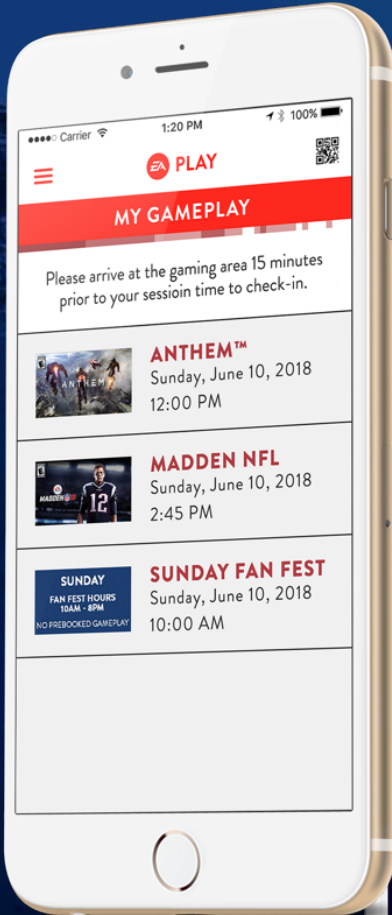 Carrier 1:20 PM 100%
EA PLAY
MY GAMEPLAY
Please arrive at the gaming area 15 minutes
prior to your sessioin time to check-in.
ANTHEM
ANTHEM™
Sunday, June 10, 2018
12:00 PM
MADDEN
12
MADDEN NFL
Sunday, June 10, 2018
2:45 PM
SUNDAY
FAN FEST HOURS
10AM - 8PM
NO PREBOOKED GAMEPLAY
SUNDAY FAN FEST
Sunday, June 10, 2018
10:00 AM